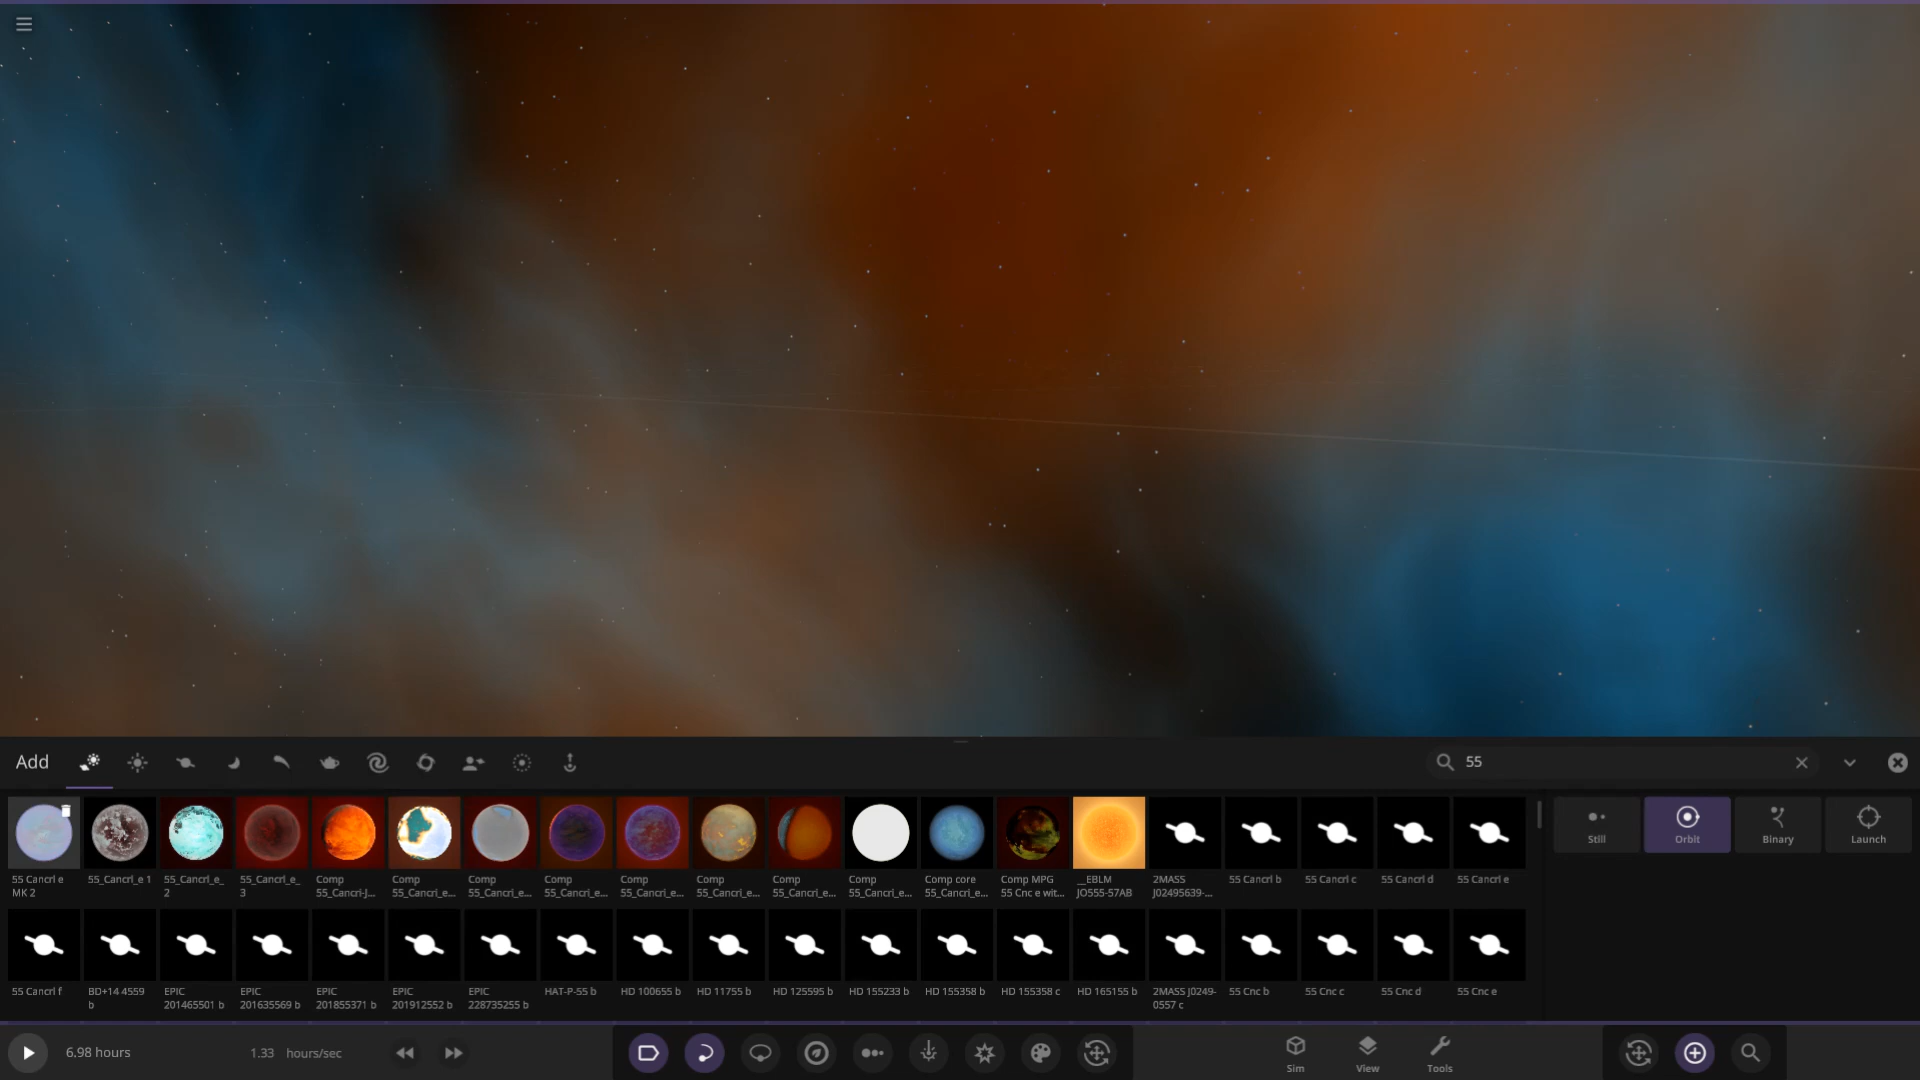 Add
55
55 Cancri e MK 2
55_Cancri_e 1
55_Cancri_e_2
55_Cancri_e_3
Comp 55_Cancri-J...
Comp 55_Cancri_e...
Comp 55_Cancri_e...
Comp 55_Cancri_e...
Comp 55_Cancri_e...
Comp 55_Cancri_e...
Comp 55_Cancri_e...
Comp 55_Cancri_e...
Comp core 55_Cancri_e...
Comp MPG 55 Cnc e wit...
__EBLM J0555-57AB
2MASS J02495639-...
55 Cancri b
55 Cancri c
55 Cancri d
55 Cancri e
Still
Orbit
Binary
Launch
55 Cancri f
BD+14 4559 b
EPIC 201465501 b
EPIC 201635569 b
EPIC 201855371 b
EPIC 201912552 b
EPIC 228735255 b
HAT-P-55 b
HD 100655 b
HD 11755 b
HD 125595 b
HD 155233 b
HD 155358 b
HD 155358 c
HD 165155 b
2MASS J0249-0557 c
55 Cnc b
55 Cnc c
55 Cnc d
55 Cnc e
6.98 hours
1.33 hours/sec
Sim
View
Tools